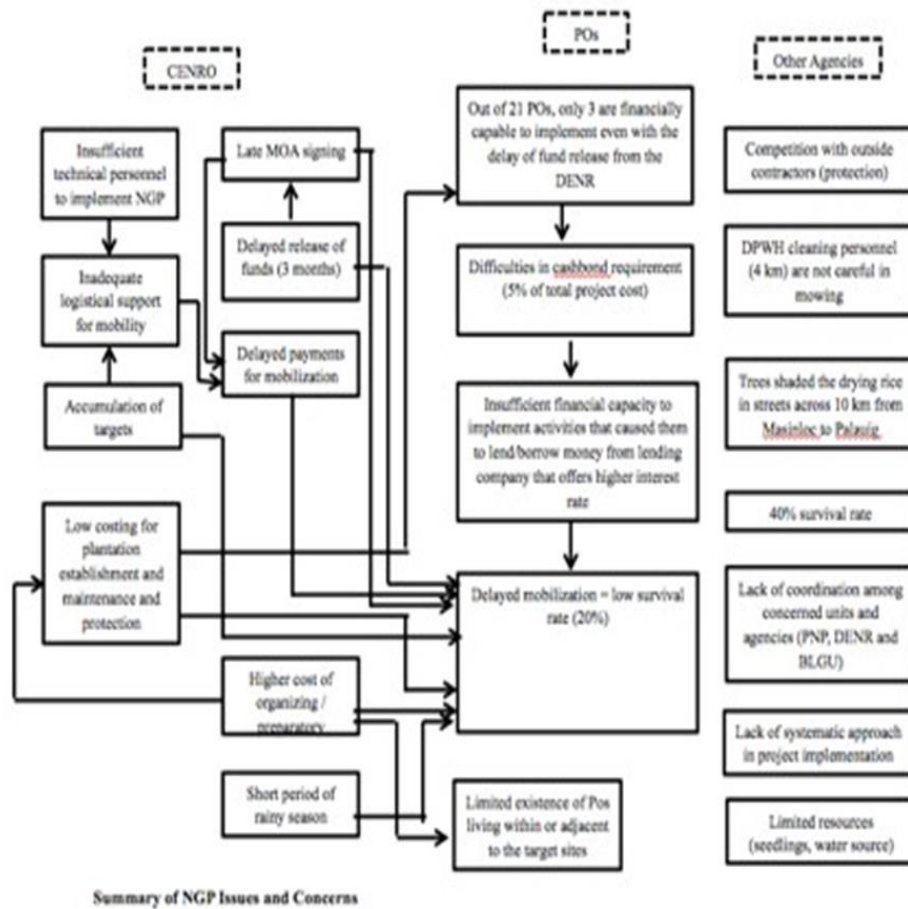 CENRO
POs
Other Agencies
Insufficient
technical personnel
to implement NGP
Inadequate
logistical support
for mobility
Accumulation of
targets
Low costing for
plantation
establishment and
maintenance and
protection
Late MOA signing
Delayed release of
funds (3 months)
Delayed payments
for mobilization
Higher cost of
organizing /
preparatory
Short period of
rainy season
Out of 21 POs, only 3 are financially
capable to implement even with the
delay of fund release from the
DENR
Difficulties in cashbond requirement
(5% of total project cost)
Insufficient financial capacity to
implement activities that caused them
to lend/borrow money from lending
company that offers higher interest
rate
Delayed mobilization = low survival
rate (20%)
Limited existence of Pos
living within or adjacent
to the target sites
Competition with outside
contractors (protection)
DPWH cleaning personnel
(4 km) are not careful in
mowing
Trees shaded the drying rice
in streets across 10 km from
Masinloc to Palauig
40% survival rate
Lack of coordination among
concerned units and
agencies (PNP, DENR and
BLGU)
Lack of systematic approach
in project implementation
Limited resources
(seedlings, water source)
Summary of NGP Issues and Concerns